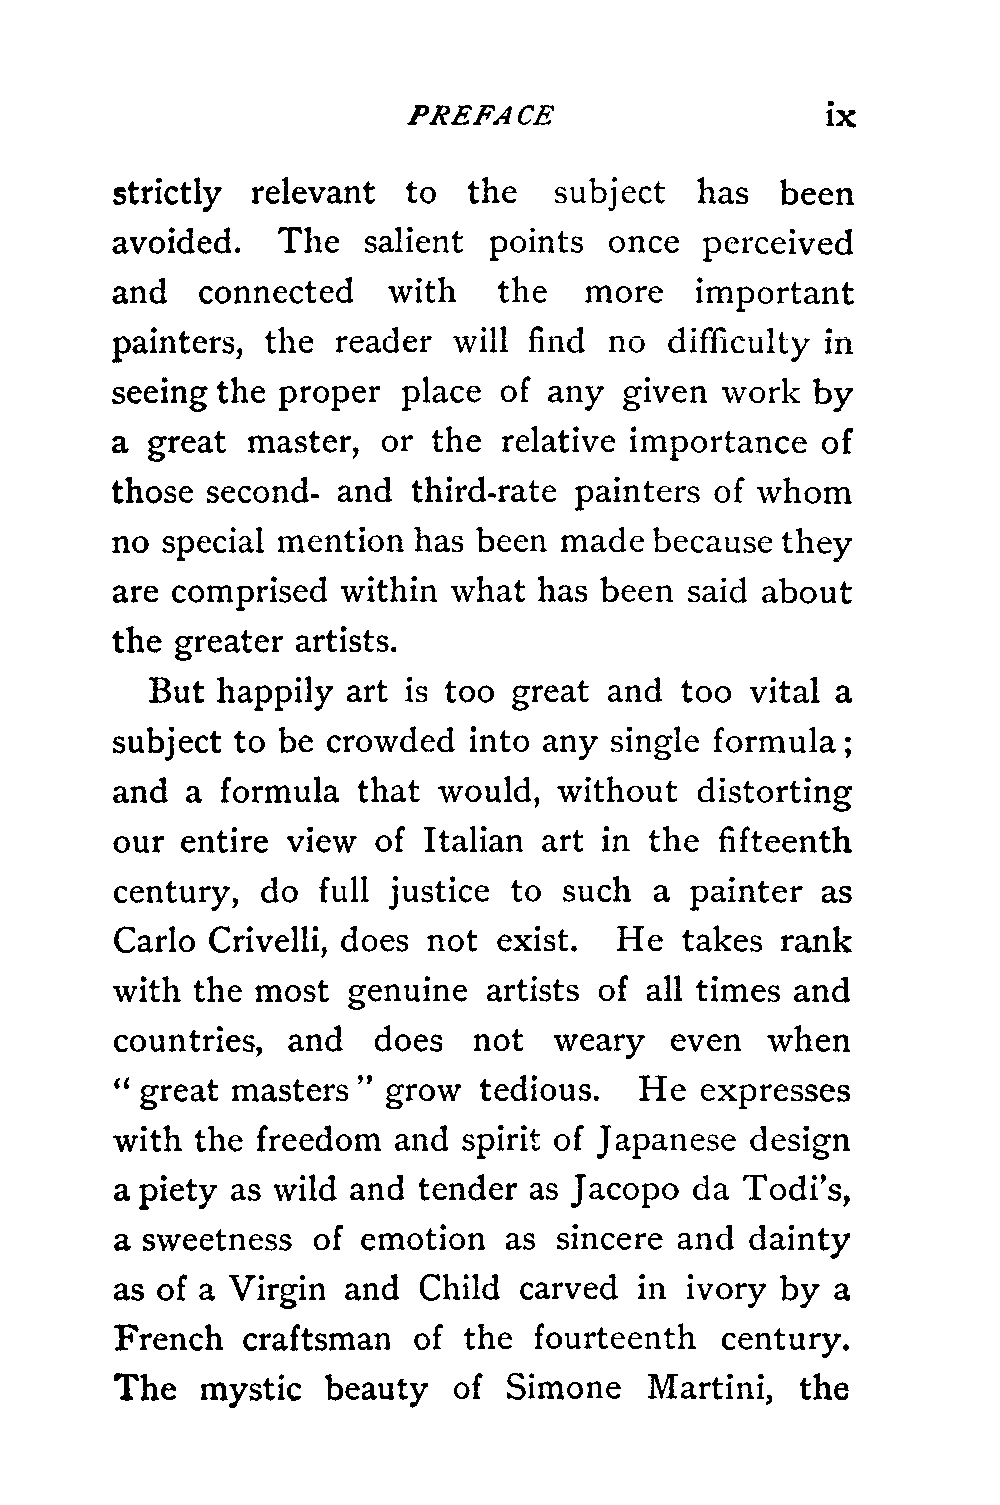 PREFACE ix
strictly relevant to the subject has been
avoided. The salient points once perceived
and connected with the more important
painters, the reader will find no difficulty in
seeing the proper place of any given work by
a great master, or the relative importance of
those second- and third-rate painters of whom
no special mention has been made because they
are comprised within what has been said about
the greater artists.
But happily art is too great and too vital a
subject to be crowded into any single formula;
and a formula that would, without distorting
our entire view of Italian art in the fifteenth
century, do full justice to such a painter as
Carlo Crivelli, does not exist. He takes rank
with the most genuine artists of all times and
countries, and does not weary even when
“great masters” grow tedious. He expresses
with the freedom and spirit of Japanese design
a piety as wild and tender as Jacopo da Todi’s,
a sweetness of emotion as sincere and dainty
as of a Virgin and Child carved in ivory by a
French craftsman of the fourteenth century.
The mystic beauty of Simone Martini, the